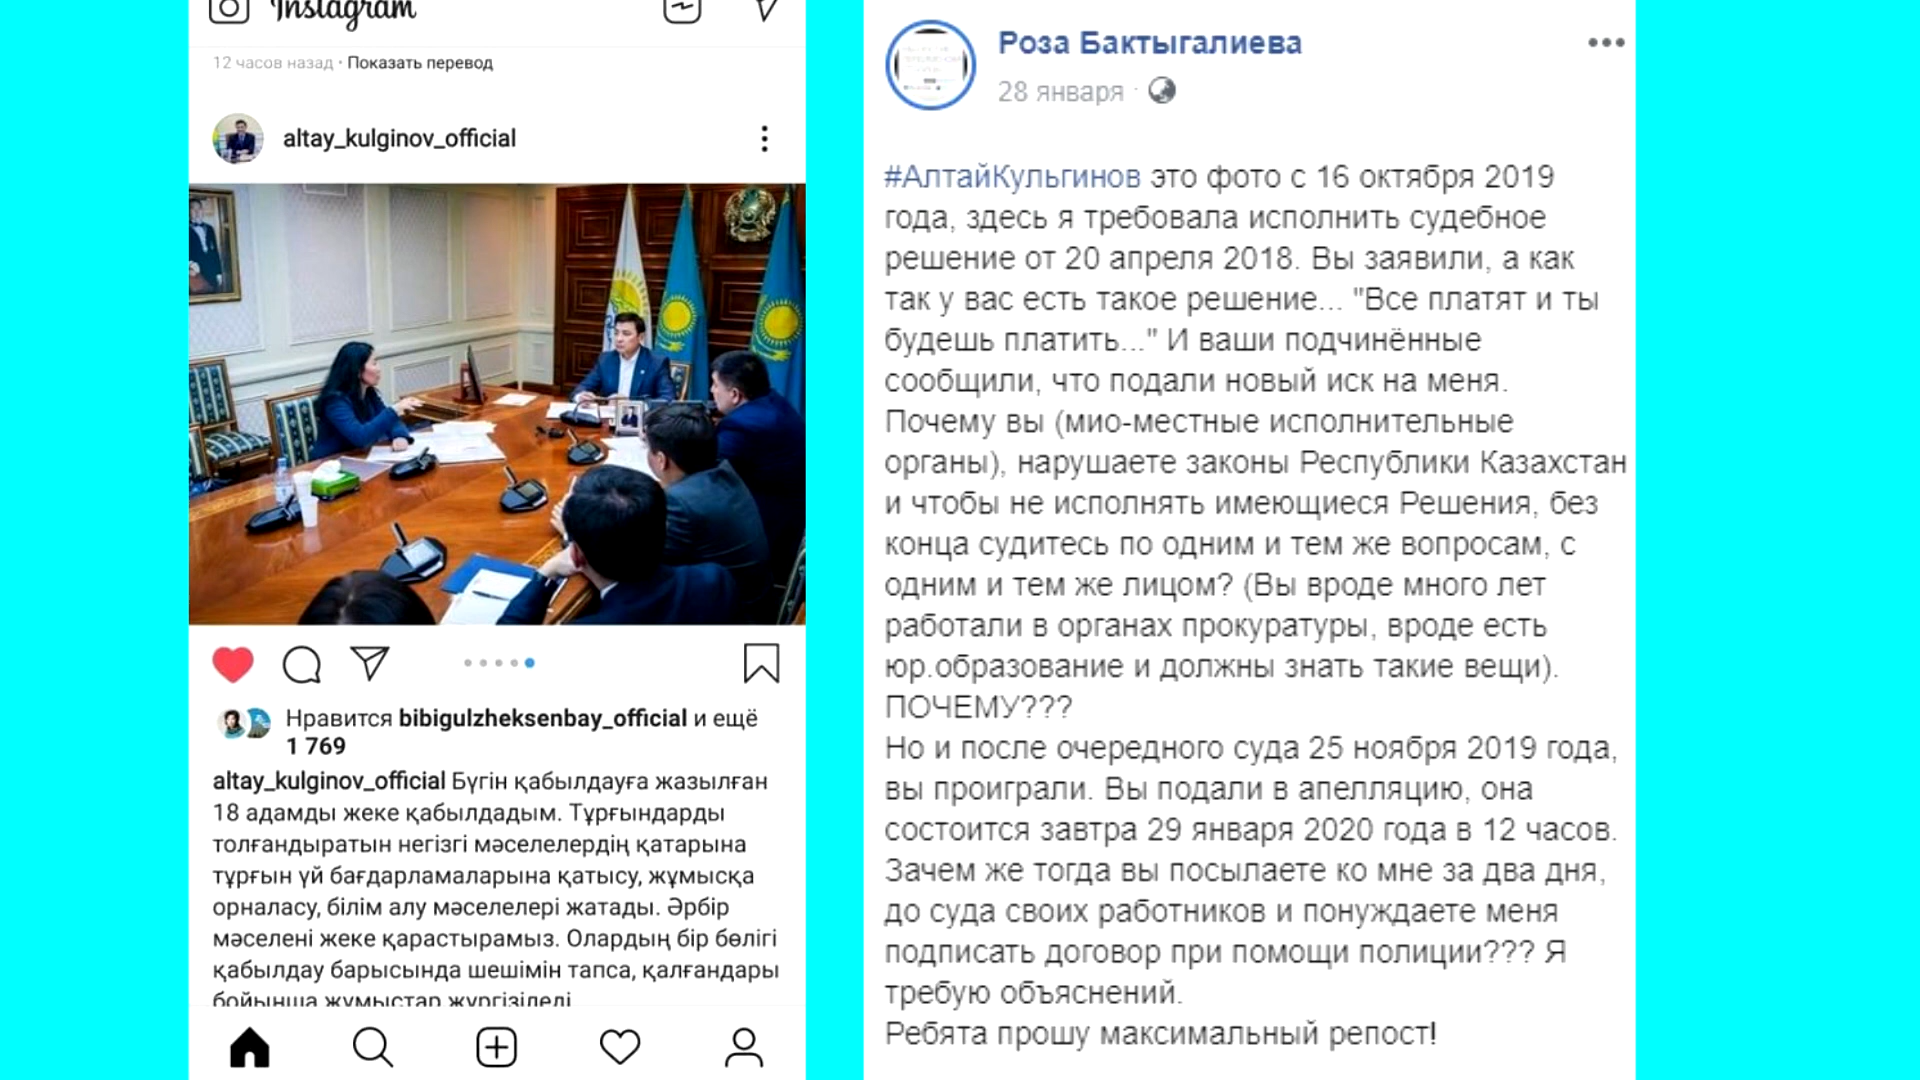 Instagram
12 часов назад · Показать перевод
altay_kulginov_official
Нравится bibigulzheksenbay_official и ещё
1 769
altay_kulginov_official Бүгін қабылдауға жазылған
18 адамды жеке қабылдадым. Тұрғындарды
толғандыратын негізгі мәселелердің қатарына
тұрғын үй бағдарламаларына қатысу, жұмысқа
орналасу, білім алу мәселелері жатады. Әрбір
мәселені жеке қарастырамыз. Олардың бір бөлігі
қабылдау барысында шешімін тапса, қалғандары
бойынша жұмыстар жүргізіледі
Роза Бактыгалиева
28 января ·
#АлтайКульгинов это фото с 16 октября 2019
года, здесь я требовала исполнить судебное
решение от 20 апреля 2018. Вы заявили, а как
так у вас есть такое решение... "Все платят и ты
будешь платить..." И ваши подчинённые
сообщили, что подали новый иск на меня.
Почему вы (мио-местные исполнительные
органы), нарушаете законы Республики Казахстан
и чтобы не исполнять имеющиеся Решения, без
конца судитесь по одним и тем же вопросам, с
одним и тем же лицом? (Вы вроде много лет
работали в органах прокуратуры, вроде есть
юр.образование и должны знать такие вещи).
ПОЧЕМУ???
Но и после очередного суда 25 ноября 2019 года,
вы проиграли. Вы подали в апелляцию, она
состоится завтра 29 января 2020 года в 12 часов.
Зачем же тогда вы посылаете ко мне за два дня,
до суда своих работников и понуждаете меня
подписать договор при помощи полиции??? Я
требую объяснений.
Ребята прошу максимальный репост!